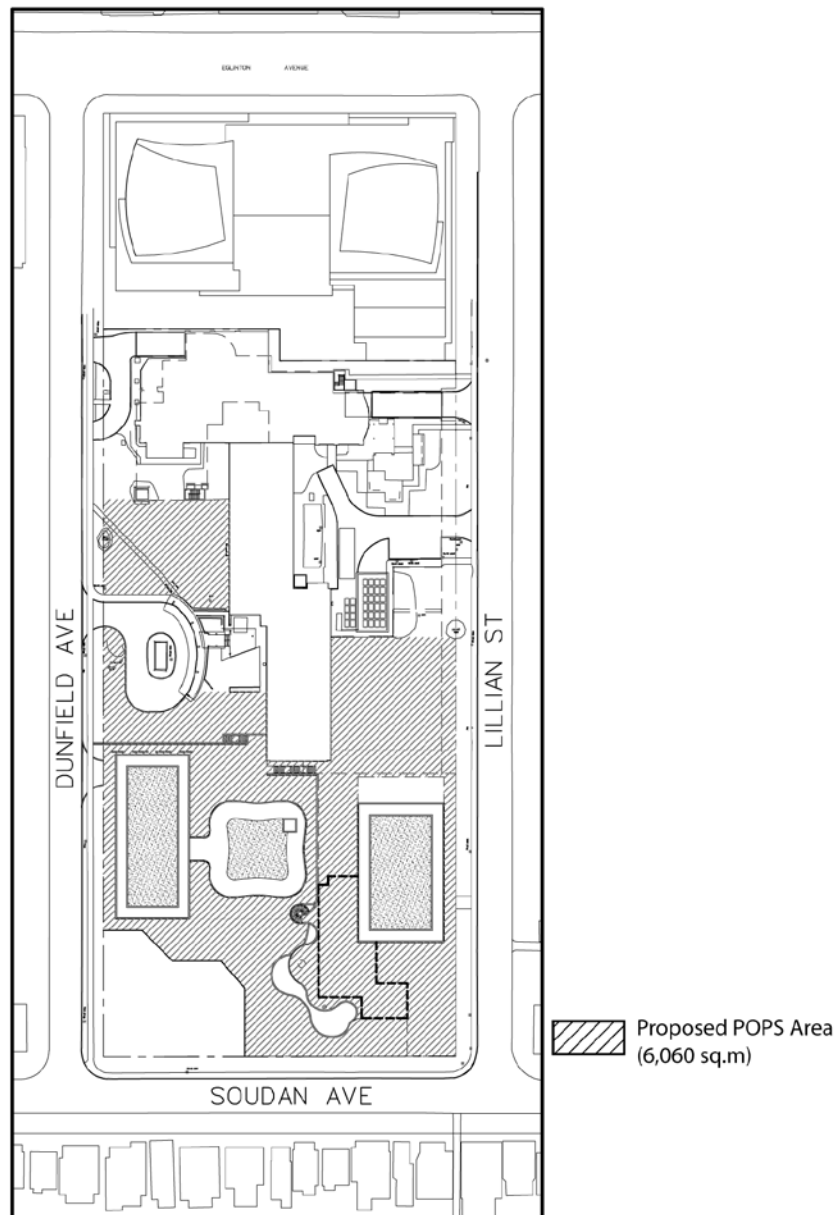 EGLINTON AVENUE
DUNFIELD AVE
LILLIAN ST
Proposed POPS Area
(6,060 sq.m)
SOUDAN AVE